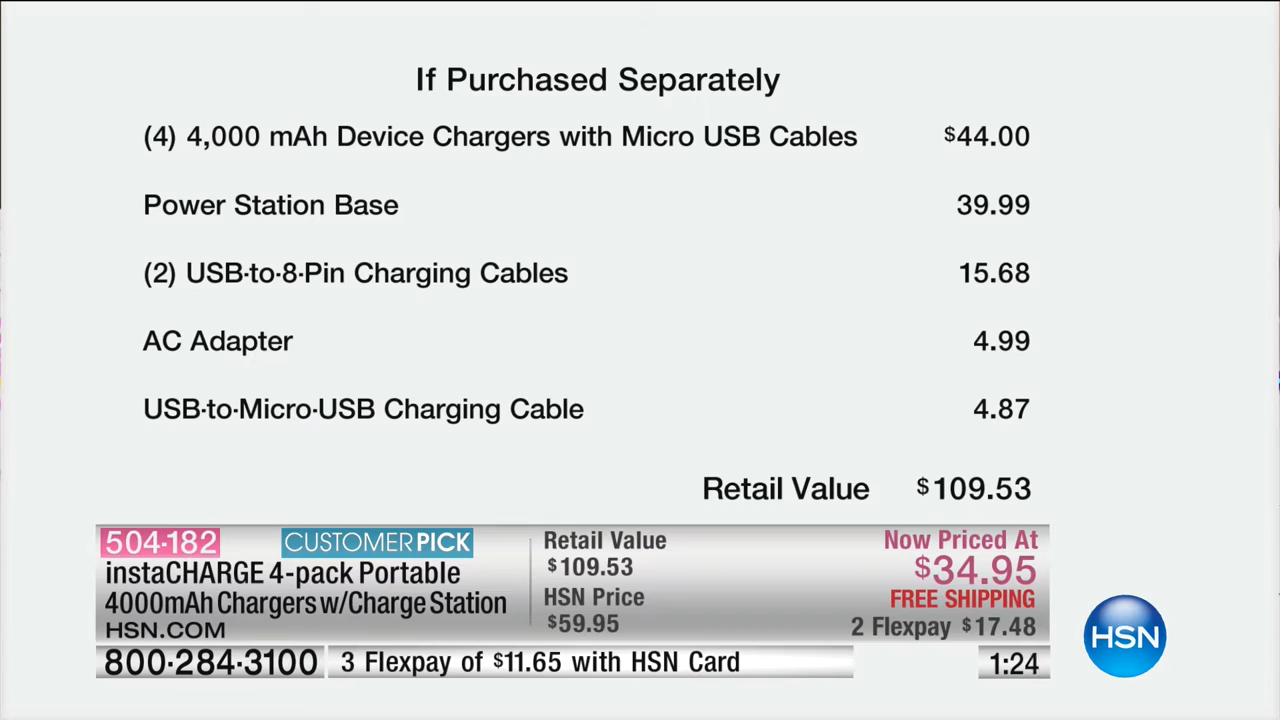 If Purchased Separately
(4) 4,000 mAh Device Chargers with Micro USB Cables $44.00
Power Station Base 39.99
(2) USB-to-8-Pin Charging Cables 15.68
AC Adapter 4.99
USB-to-Micro-USB Charging Cable 4.87
Retail Value $109.53
504-182 CUSTOMER PICK
instaCHARGE 4-pack Portable
4000mAh Chargers w/Charge Station
HSN.COM
Retail Value
$109.53
HSN Price
$59.95
Now Priced At
$34.95
FREE SHIPPING
2 Flexpay $17.48
800-284-3100 3 Flexpay of $11.65 with HSN Card 1:24
HSN